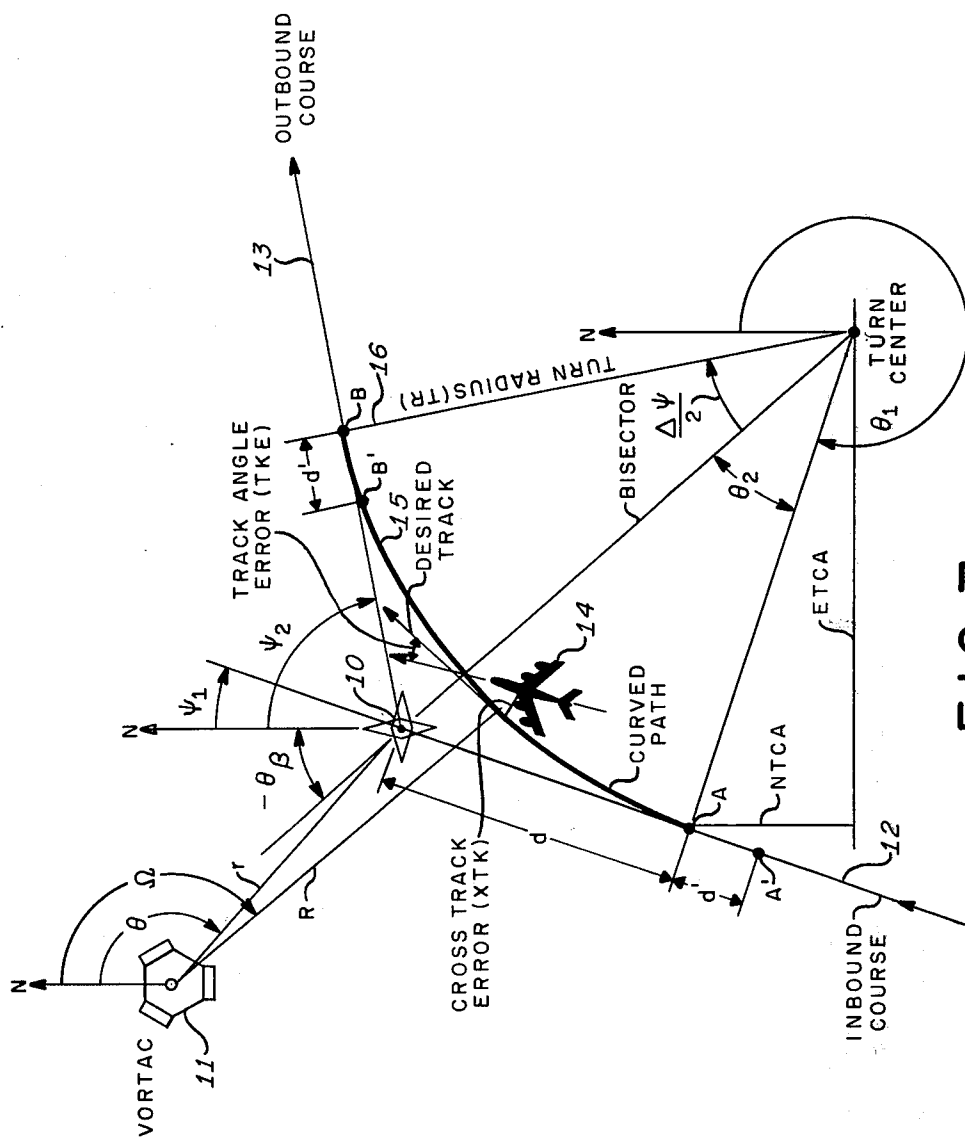 OUTBOUND
COURSE
13
N
VORTAC
11
Ω
θ
r
R
-θ
β
N
ψ1
ψ2
10
TRACK ANGLE
ERROR (TKE)
d'
B
B'
15
DESIRED
TRACK
16
TURN RADIUS(TR)
N
BISECTOR
Δψ
2
θ2
θ1
TURN
CENTER
14
CROSS TRACK
ERROR (XTK)
CURVED
PATH
d
d'
A
A'
NTCA
ETCA
12
INBOUND
COURSE